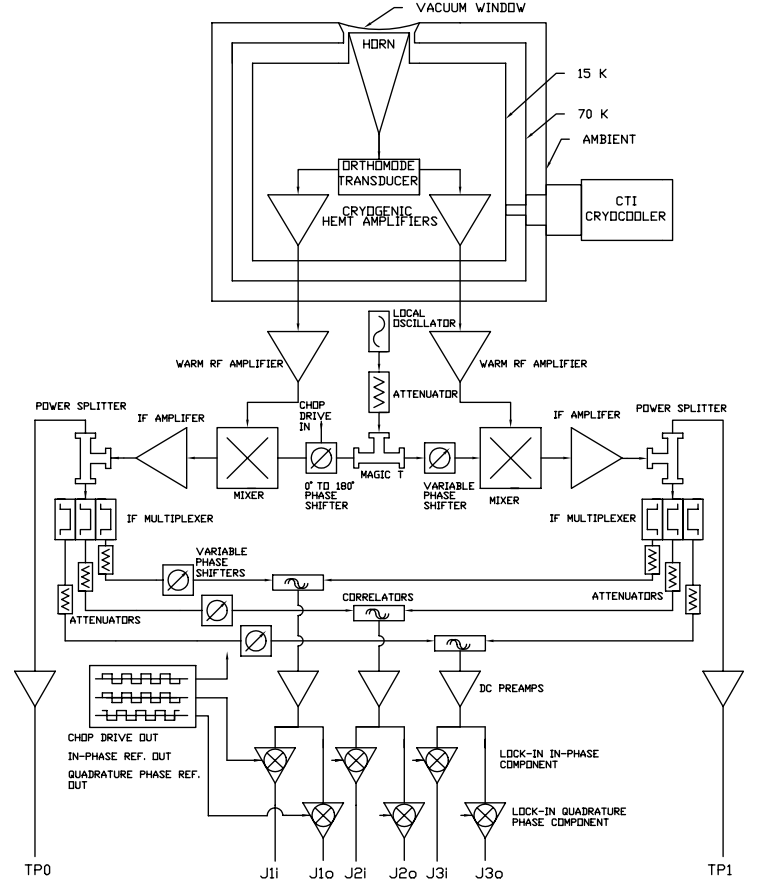 VACUUM WINDOW
HORN
15 K
70 K
AMBIENT
ORTHOMODE
TRANSDUCER
CTI
CRYOCOOLER
CRYOGENIC
HEMT AMPLIFIERS
LOCAL
OSCILLATOR
WARM RF AMPLIFIER
WARM RF AMPLIFIER
ATTENUATOR
POWER SPLITTER
IF AMPLIFER
CHOP
DRIVE
IN
IF AMPLIFER
POWER SPLITTER
MIXER
0° TO 180°
PHASE
SHIFTER
MAGIC T
VARIABLE
PHASE
SHIFTER
MIXER
IF MULTIPLEXER
IF MULTIPLEXER
VARIABLE
PHASE
SHIFTERS
ATTENUATORS
CORRELATORS
ATTENUATORS
DC PREAMPS
CHOP DRIVE OUT
IN-PHASE REF. OUT
QUADRATURE PHASE REF.
OUT
LOCK-IN IN-PHASE
COMPONENT
LOCK-IN QUADRATURE
PHASE COMPONENT
TP0
J1i
J1o
J2i
J2o
J3i
J3o
TP1